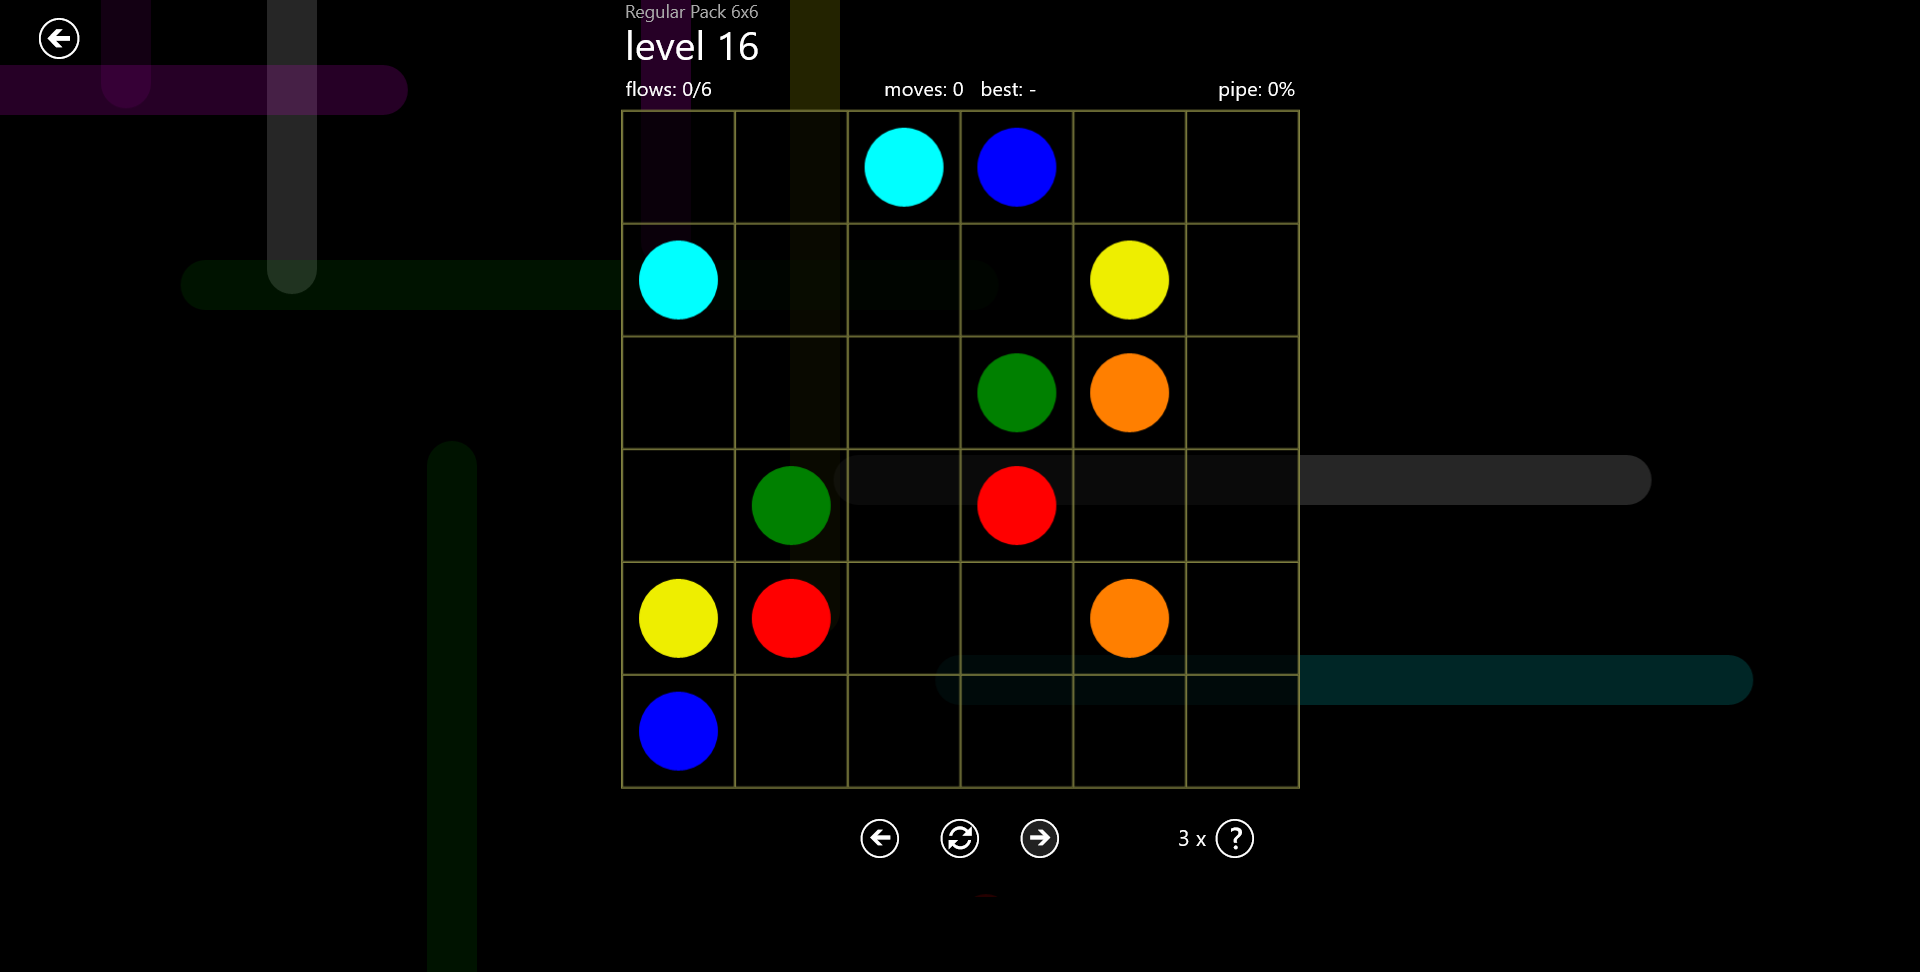 Regular Pack 6x6
level 16
flows: 0/6 moves: 0 best: - pipe: 0%
3 x ?